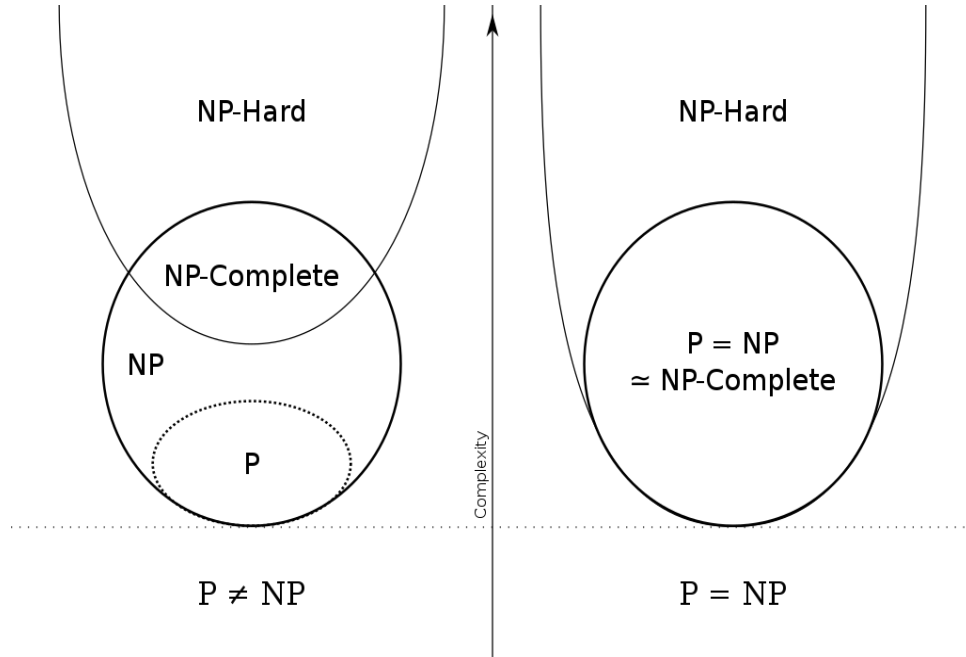 NP-Hard
NP-Complete
NP
P
P ≠ NP
Complexity
NP-Hard
P = NP
≃ NP-Complete
P = NP